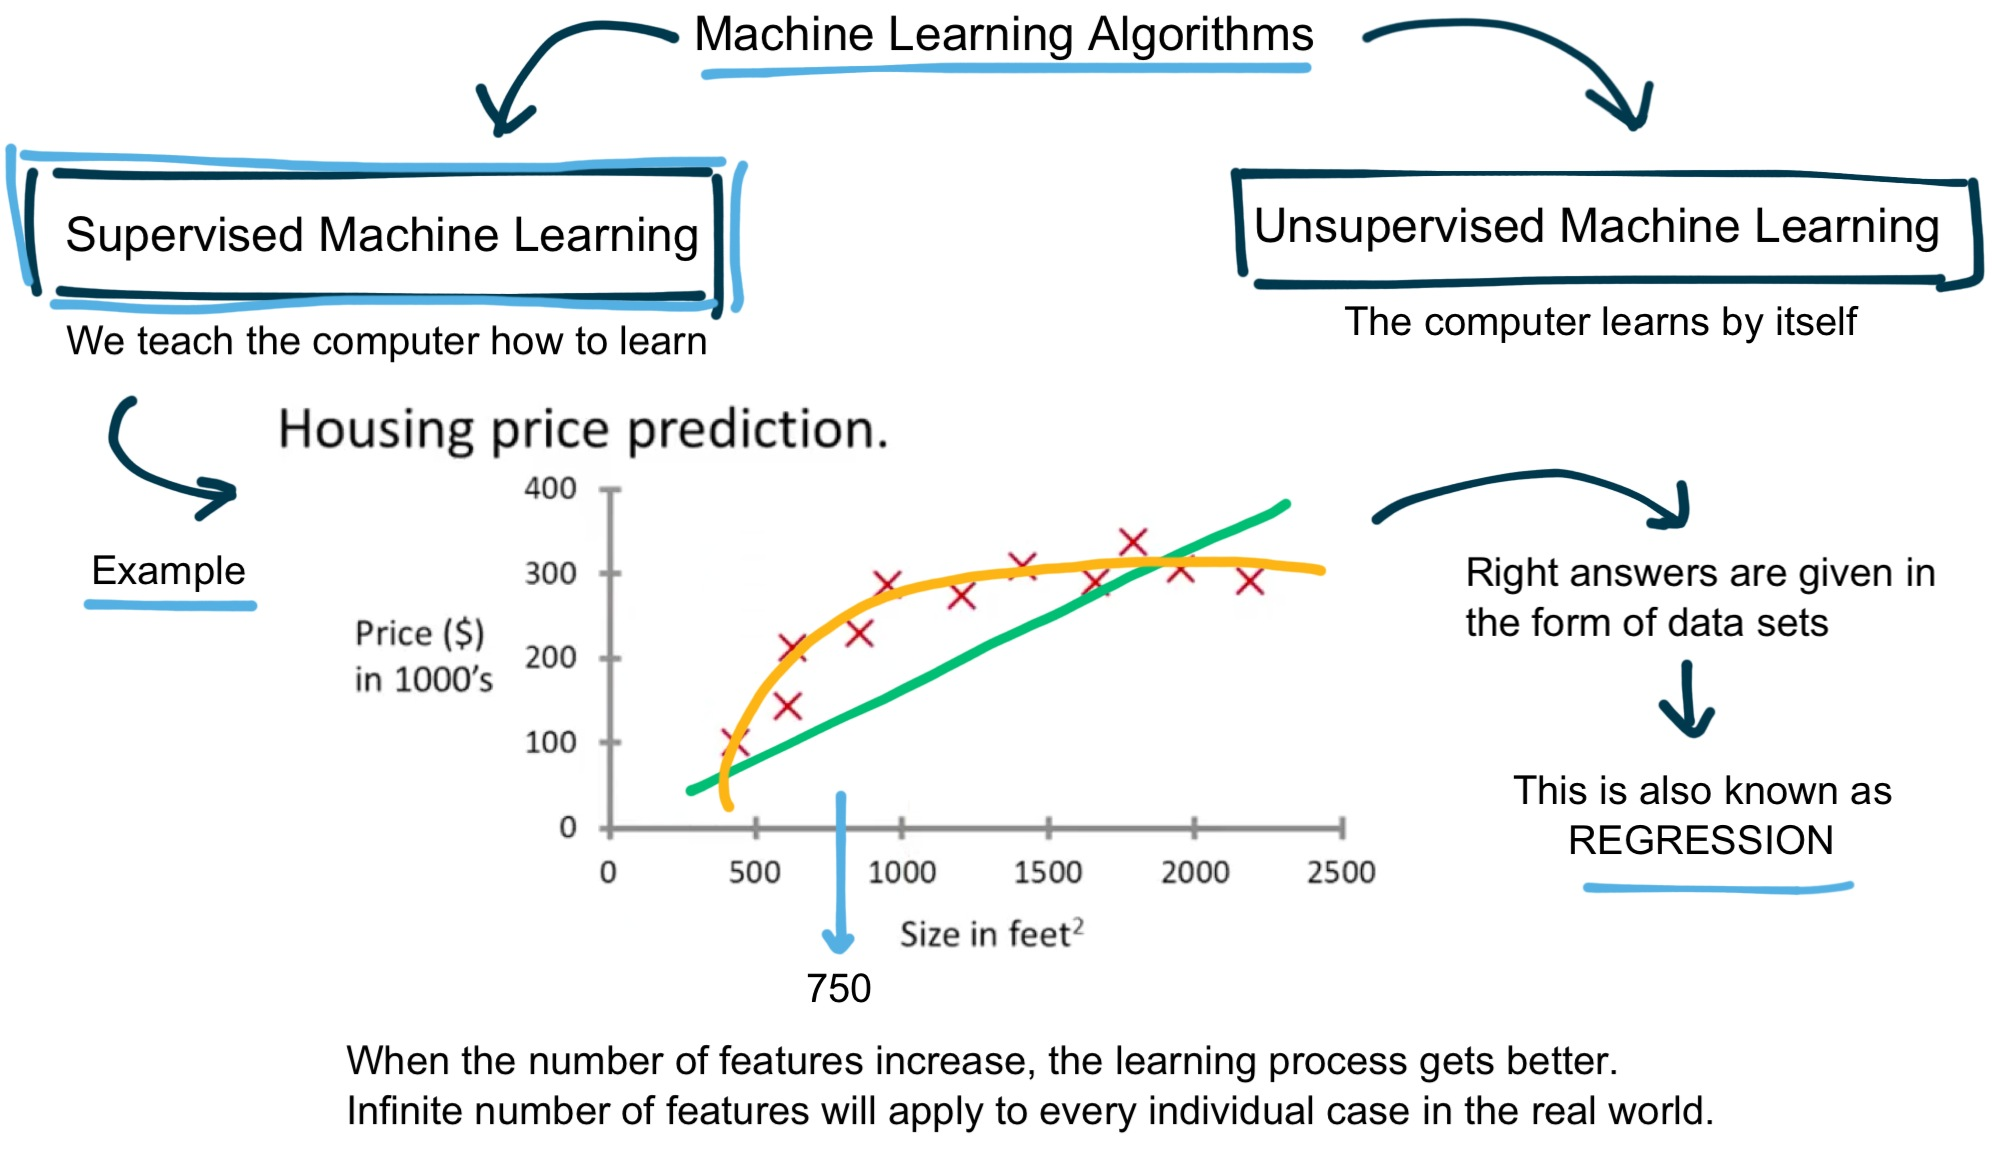 Machine Learning Algorithms
Supervised Machine Learning
We teach the computer how to learn
Unsupervised Machine Learning
The computer learns by itself
Example
Housing price prediction.
400
300
200
100
0
Price ($)
in 1000's
0 500 1000 1500 2000 2500
Size in feet²
750
Right answers are given in
the form of data sets
This is also known as
REGRESSION
When the number of features increase, the learning process gets better.
Infinite number of features will apply to every individual case in the real world.